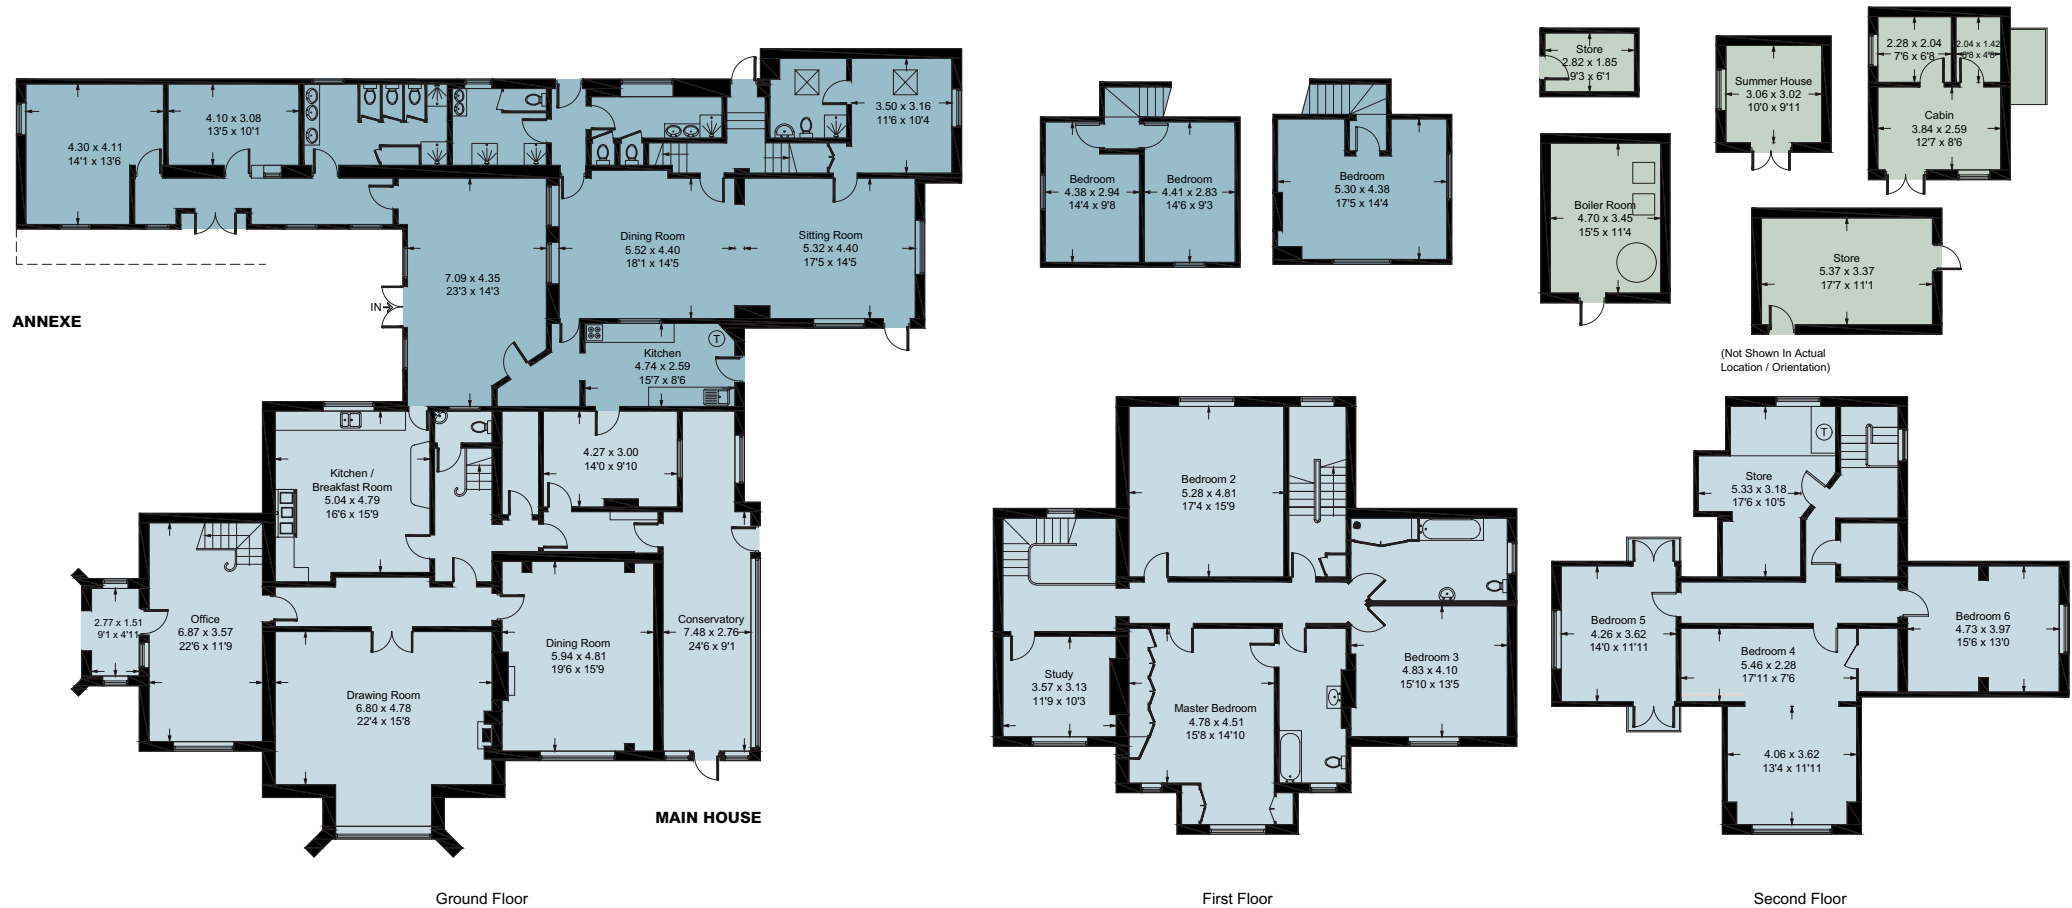 4.30 x 4.11
14'1 x 13'6
4.10 x 3.08
13'5 x 10'1
3.50 x 3.16
11'6 x 10'4
7.09 x 4.35
23'3 x 14'3
IN
Dining Room
5.52 x 4.40
18'1 x 14'5
Sitting Room
5.32 x 4.40
17'5 x 14'5
Kitchen
4.74 x 2.59
15'7 x 8'6
T
ANNEXE
Kitchen /
Breakfast Room
5.04 x 4.79
16'6 x 15'9
4.27 x 3.00
14'0 x 9'10
2.77 x 1.51
9'1 x 4'11
Office
6.87 x 3.57
22'6 x 11'9
Drawing Room
6.80 x 4.78
22'4 x 15'8
Dining Room
5.94 x 4.81
19'6 x 15'9
Conservatory
7.48 x 2.76
24'6 x 9'1
MAIN HOUSE
Ground Floor
Bedroom
4.38 x 2.94
14'4 x 9'8
Bedroom
4.41 x 2.83
14'6 x 9'3
Bedroom
5.30 x 4.38
17'5 x 14'4
Bedroom 2
5.28 x 4.81
17'4 x 15'9
Study
3.57 x 3.13
11'9 x 10'3
Master Bedroom
4.78 x 4.51
15'8 x 14'10
Bedroom 3
4.83 x 4.10
15'10 x 13'5
First Floor
Store
2.82 x 1.85
9'3 x 6'1
Summer House
3.06 x 3.02
10'0 x 9'11
2.28 x 2.04
7'6 x 6'8
2.04 x 1.42
6'8 x 4'8
Cabin
3.84 x 2.59
12'7 x 8'6
Boiler Room
4.70 x 3.45
15'5 x 11'4
Store
5.37 x 3.37
17'7 x 11'1
(Not Shown In Actual
Location / Orientation)
T
Store
5.33 x 3.18
17'6 x 10'5
Bedroom 5
4.26 x 3.62
14'0 x 11'11
Bedroom 4
5.46 x 2.28
17'11 x 7'6
4.06 x 3.62
13'4 x 11'11
Bedroom 6
4.73 x 3.97
15'6 x 13'0
Second Floor